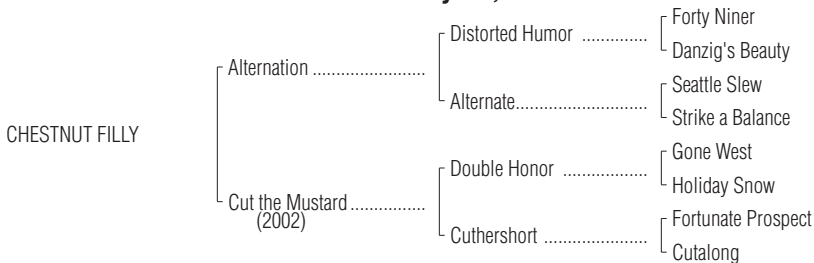 Forty Niner
Distorted Humor ..............
Danzig's Beauty
Alternation ........................
Seattle Slew
Alternate............................
Strike a Balance
CHESTNUT FILLY
Gone West
Double Honor ..................
Holiday Snow
Cut the Mustard ................
(2002)
Fortunate Prospect
Cuthershort ......................
Cutalong